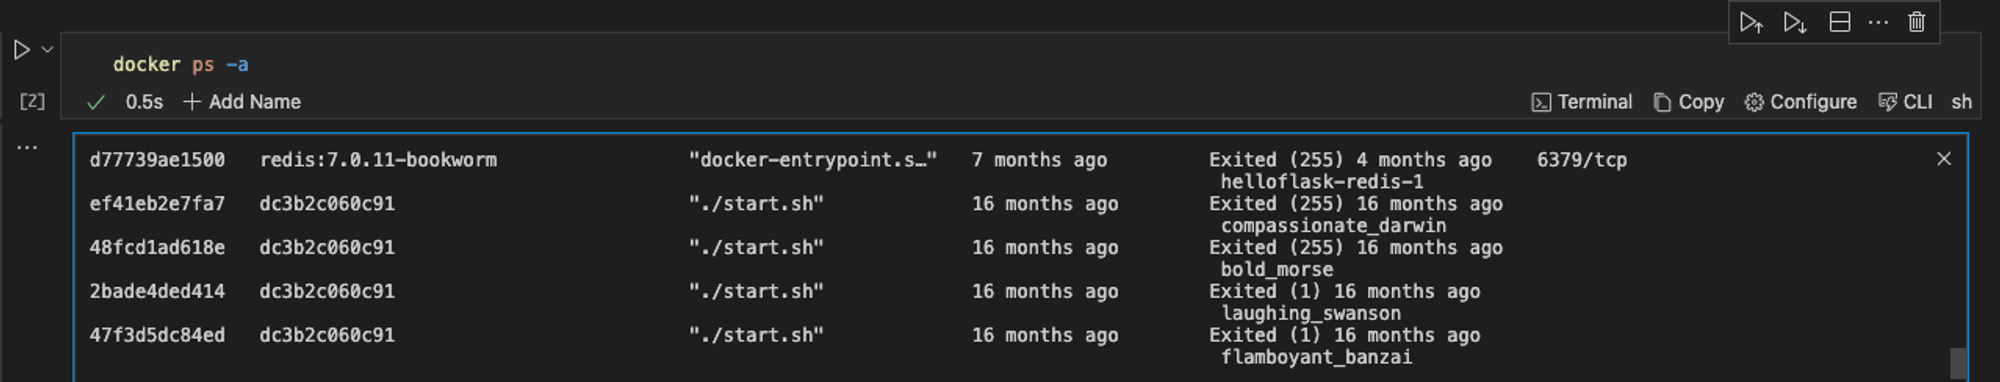 docker ps -a
[2] 0.5s Add Name Terminal Copy Configure CLI sh
d77739ae1500 redis:7.0.11-bookworm "docker-entrypoint.s…" 7 months ago Exited (255) 4 months ago 6379/tcp
helloflask-redis-1
ef41eb2e7fa7 dc3b2c060c91 "./start.sh" 16 months ago Exited (255) 16 months ago
compassionate_darwin
48fcd1ad618e dc3b2c060c91 "./start.sh" 16 months ago Exited (255) 16 months ago
bold_morse
2bade4ded414 dc3b2c060c91 "./start.sh" 16 months ago Exited (1) 16 months ago
laughing_swanson
47f3d5dc84ed dc3b2c060c91 "./start.sh" 16 months ago Exited (1) 16 months ago
flamboyant_banzai